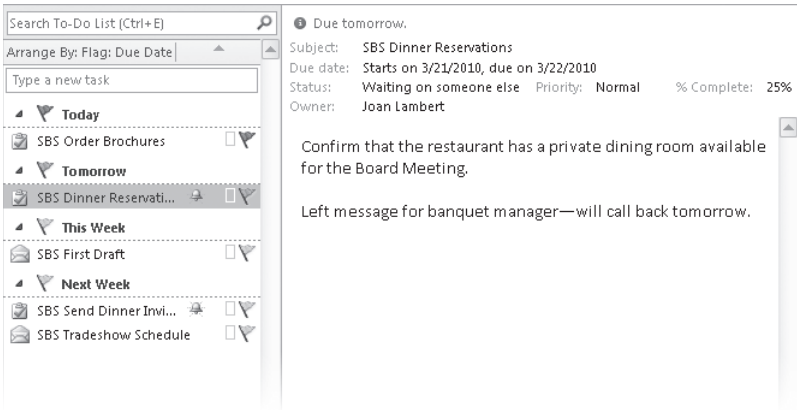 Search To-Do List (Ctrl+E)
Arrange By: Flag: Due Date
Type a new task
Today
SBS Order Brochures
Tomorrow
SBS Dinner Reservati...
This Week
SBS First Draft
Next Week
SBS Send Dinner Invi...
SBS Tradeshow Schedule
Due tomorrow.
Subject: SBS Dinner Reservations
Due date: Starts on 3/21/2010, due on 3/22/2010
Status: Waiting on someone else Priority: Normal % Complete: 25%
Owner: Joan Lambert
Confirm that the restaurant has a private dining room available
for the Board Meeting.
Left message for banquet manager—will call back tomorrow.